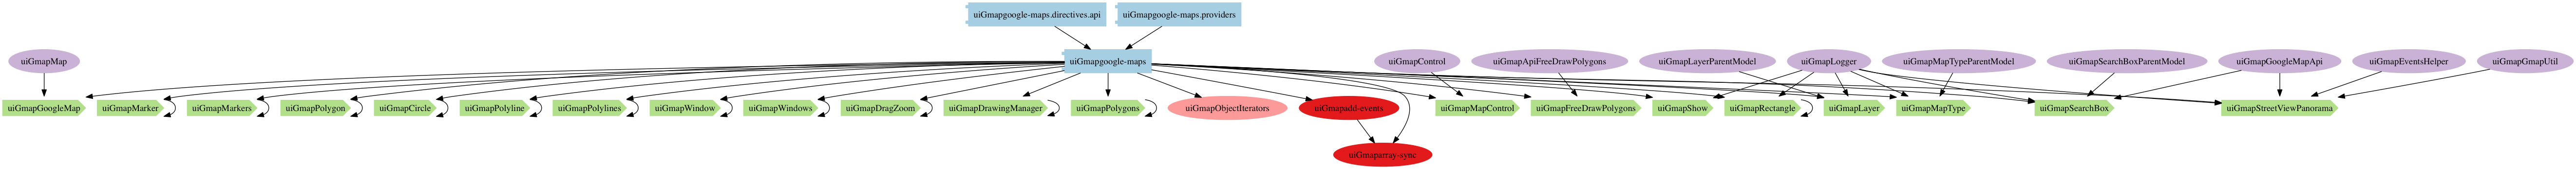 uiGmapgoogle-maps.directives.api
uiGmapgoogle-maps.providers
uiGmapMap
uiGmapgoogle-maps
uiGmapControl
uiGmapApiFreeDrawPolygons
uiGmapLayerParentModel
uiGmapLogger
uiGmapMapTypeParentModel
uiGmapSearchBoxParentModel
uiGmapGoogleMapApi
uiGmapEventsHelper
uiGmapGmapUtil
uiGmapGoogleMap
uiGmapMarker
uiGmapMarkers
uiGmapPolygon
uiGmapCircle
uiGmapPolyline
uiGmapPolylines
uiGmapWindow
uiGmapWindows
uiGmapDragZoom
uiGmapDrawingManager
uiGmapPolygons
uiGmapObjectIterators
uiGmapadd-events
uiGmapMapControl
uiGmapFreeDrawPolygons
uiGmapShow
uiGmapRectangle
uiGmapLayer
uiGmapMapType
uiGmapSearchBox
uiGmapStreetViewPanorama
uiGmaparray-sync